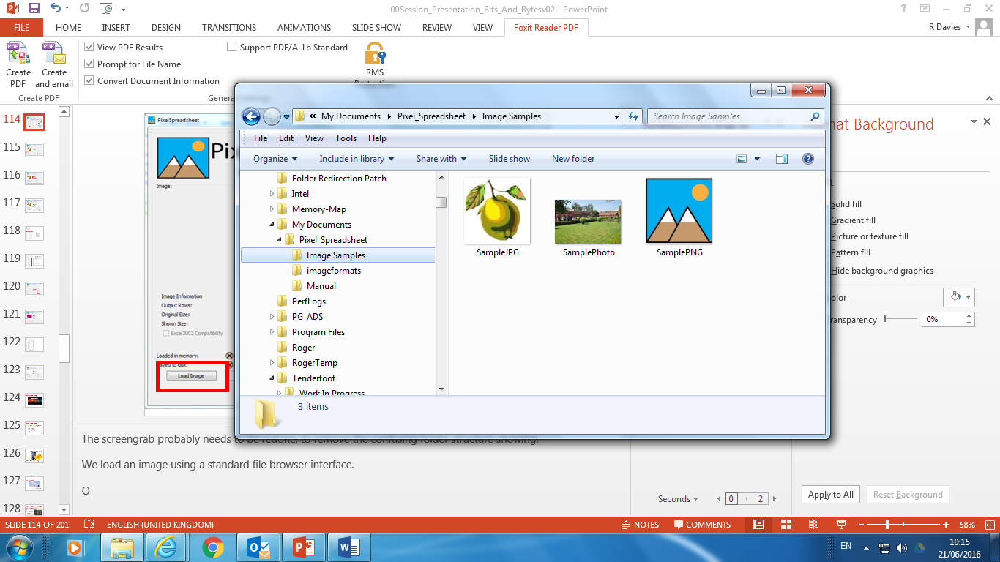 00Session_Presentation_Bits_And_Bytesv02 - PowerPoint
FILE HOME INSERT DESIGN TRANSITIONS ANIMATIONS SLIDE SHOW REVIEW VIEW Foxit Reader PDF R Davies
View PDF Results
Prompt for File Name
Convert Document Information
Support PDF/A-1b Standard
Create PDF
Create and email
RMS
Create PDF
114
115
116
117
118
119
120
121
122
123
124
125
126
127
128
PixelSpreadsheet
Image:
Image Information
Output Rows:
Original Size:
Shown Size:
Excel2002 Compatibility
Loaded in memory:
Load Image
My Documents Pixel_Spreadsheet Image Samples
Search Image Samples
File Edit View Tools Help
Organize Include in library Share with Slide show New folder
Folder Redirection Patch
Intel
Memory-Map
My Documents
Pixel_Spreadsheet
Image Samples
imageformats
Manual
PerfLogs
PG_ADS
Program Files
Roger
RogerTemp
Tenderfoot
Work In Progress
SampleJPG
SamplePhoto
SamplePNG
3 items
mat Background
Solid fill
Gradient fill
Picture or texture fill
Pattern fill
Hide background graphics
olor
ransparency 0%
Apply to All Reset Background
The screengrab probably needs to be redone, to remove the confusing folder structure showing.
We load an image using a standard file browser interface.
O
Seconds 0 2
SLIDE 114 OF 201 ENGLISH (UNITED KINGDOM) NOTES COMMENTS 58%
EN
10:15
21/06/2016